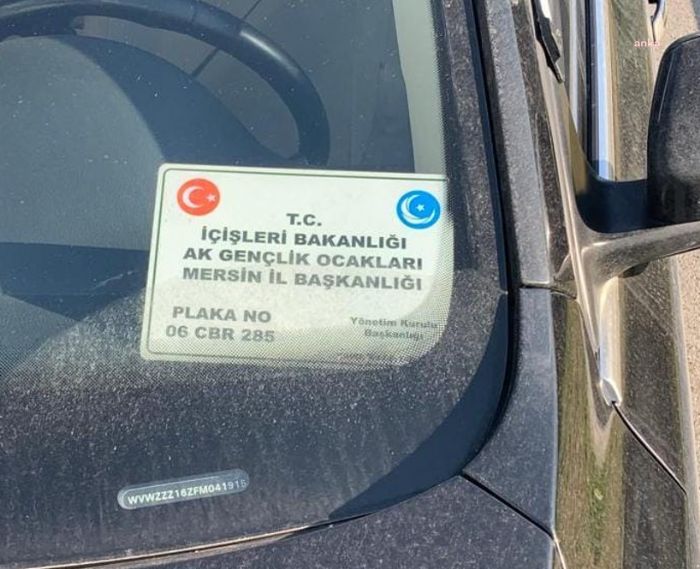 anka
T.C.
İÇİŞLERİ BAKANLIĞI
AK GENÇLİK OCAKLARI
MERSİN İL BAŞKANLIĞI
PLAKA NO
06 CBR 285
Yönetim Kurulu
Başkanlığı
WVWZZZ16ZFM041915